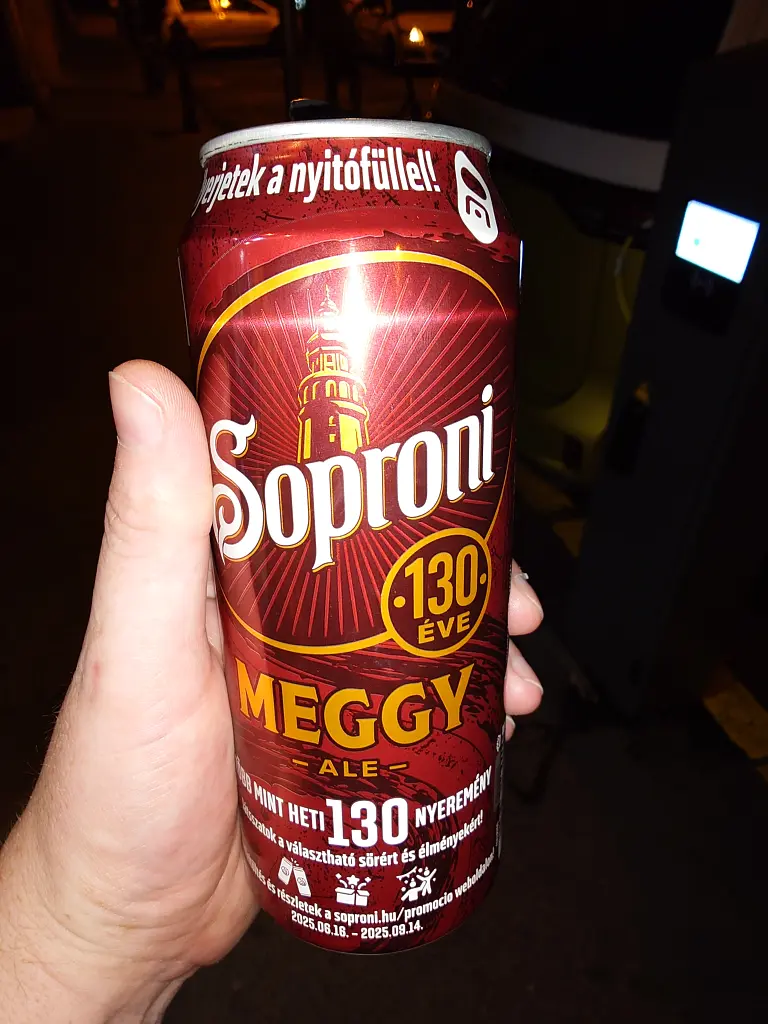 a nyitófüllel!
Soproni
130
ÉVE
MEGGY
ALE
MINT HETI 130 NYEREMÉNY
a választható sörért és élményekért!
és részletek a soproni.hu/promocio weboldalon!
2025.06.16. – 2025.09.14.